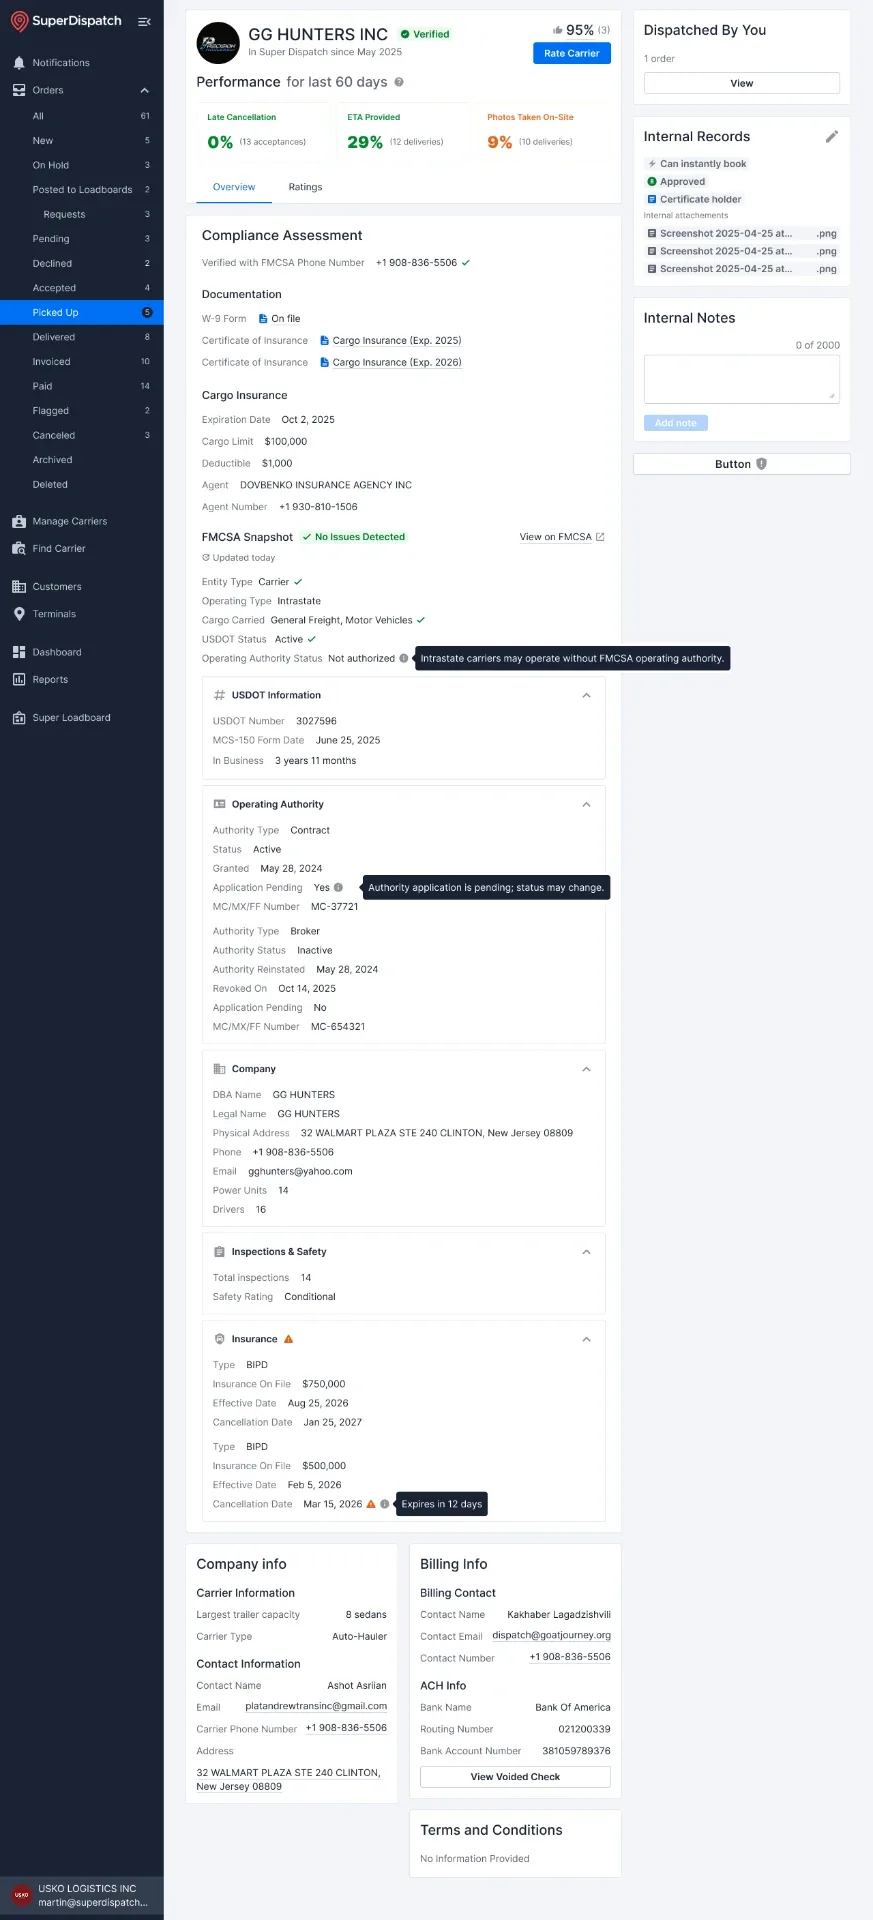 SuperDispatch
Notifications
Orders
All 61
New 5
On Hold 3
Posted to Loadboards 2
Requests 3
Pending 3
Declined 2
Accepted 4
Picked Up 5
Delivered 8
Invoiced 10
Paid 14
Flagged 2
Canceled 3
Archived
Deleted
Manage Carriers
Find Carrier
Customers
Terminals
Dashboard
Reports
Super Loadboard
USKO
USKO LOGISTICS INC
martin@superdispatch...
PRECISION
GG HUNTERS INC Verified
In Super Dispatch since May 2025
95% (3)
Rate Carrier
Performance for last 60 days
Late Cancellation
0% (13 acceptances)
ETA Provided
29% (12 deliveries)
Photos Taken On-Site
9% (10 deliveries)
Overview
Ratings
Compliance Assessment
Verified with FMCSA Phone Number +1 908-836-5506
Documentation
W-9 Form On file
Certificate of Insurance Cargo Insurance (Exp. 2025)
Certificate of Insurance Cargo Insurance (Exp. 2026)
Cargo Insurance
Expiration Date Oct 2, 2025
Cargo Limit $100,000
Deductible $1,000
Agent DOVBENKO INSURANCE AGENCY INC
Agent Number +1 930-810-1506
FMCSA Snapshot No Issues Detected View on FMCSA
Updated today
Entity Type Carrier
Operating Type Intrastate
Cargo Carried General Freight, Motor Vehicles
USDOT Status Active
Operating Authority Status Not authorized Intrastate carriers may operate without FMCSA operating authority.
USDOT Information
USDOT Number 3027596
MCS-150 Form Date June 25, 2025
In Business 3 years 11 months
Operating Authority
Authority Type Contract
Status Active
Granted May 28, 2024
Application Pending Yes Authority application is pending; status may change.
MC/MX/FF Number MC-37721
Authority Type Broker
Authority Status Inactive
Authority Reinstated May 28, 2024
Revoked On Oct 14, 2025
Application Pending No
MC/MX/FF Number MC-654321
Company
DBA Name GG HUNTERS
Legal Name GG HUNTERS
Physical Address 32 WALMART PLAZA STE 240 CLINTON, New Jersey 08809
Phone +1 908-836-5506
Email gghunters@yahoo.com
Power Units 14
Drivers 16
Inspections & Safety
Total inspections 14
Safety Rating Conditional
Insurance
Type BIPD
Insurance On File $750,000
Effective Date Aug 25, 2026
Cancellation Date Jan 25, 2027
Type BIPD
Insurance On File $500,000
Effective Date Feb 5, 2026
Cancellation Date Mar 15, 2026 Expires in 12 days
Company info
Carrier Information
Largest trailer capacity 8 sedans
Carrier Type Auto-Hauler
Contact Information
Contact Name Ashot Asriian
Email platandrewtransinc@gmail.com
Carrier Phone Number +1 908-836-5506
Address
32 WALMART PLAZA STE 240 CLINTON,
New Jersey 08809
Billing Info
Billing Contact
Contact Name Kakhaber Lagadzishvili
Contact Email dispatch@goatjourney.org
Contact Number +1 908-836-5506
ACH Info
Bank Name Bank Of America
Routing Number 021200339
Bank Account Number 381059789376
View Voided Check
Terms and Conditions
No Information Provided
Dispatched By You
1 order
View
Internal Records
Can instantly book
Approved
Certificate holder
Internal attachements
Screenshot 2025-04-25 at... .png
Screenshot 2025-04-25 at... .png
Screenshot 2025-04-25 at... .png
Internal Notes
0 of 2000
Add note
Button